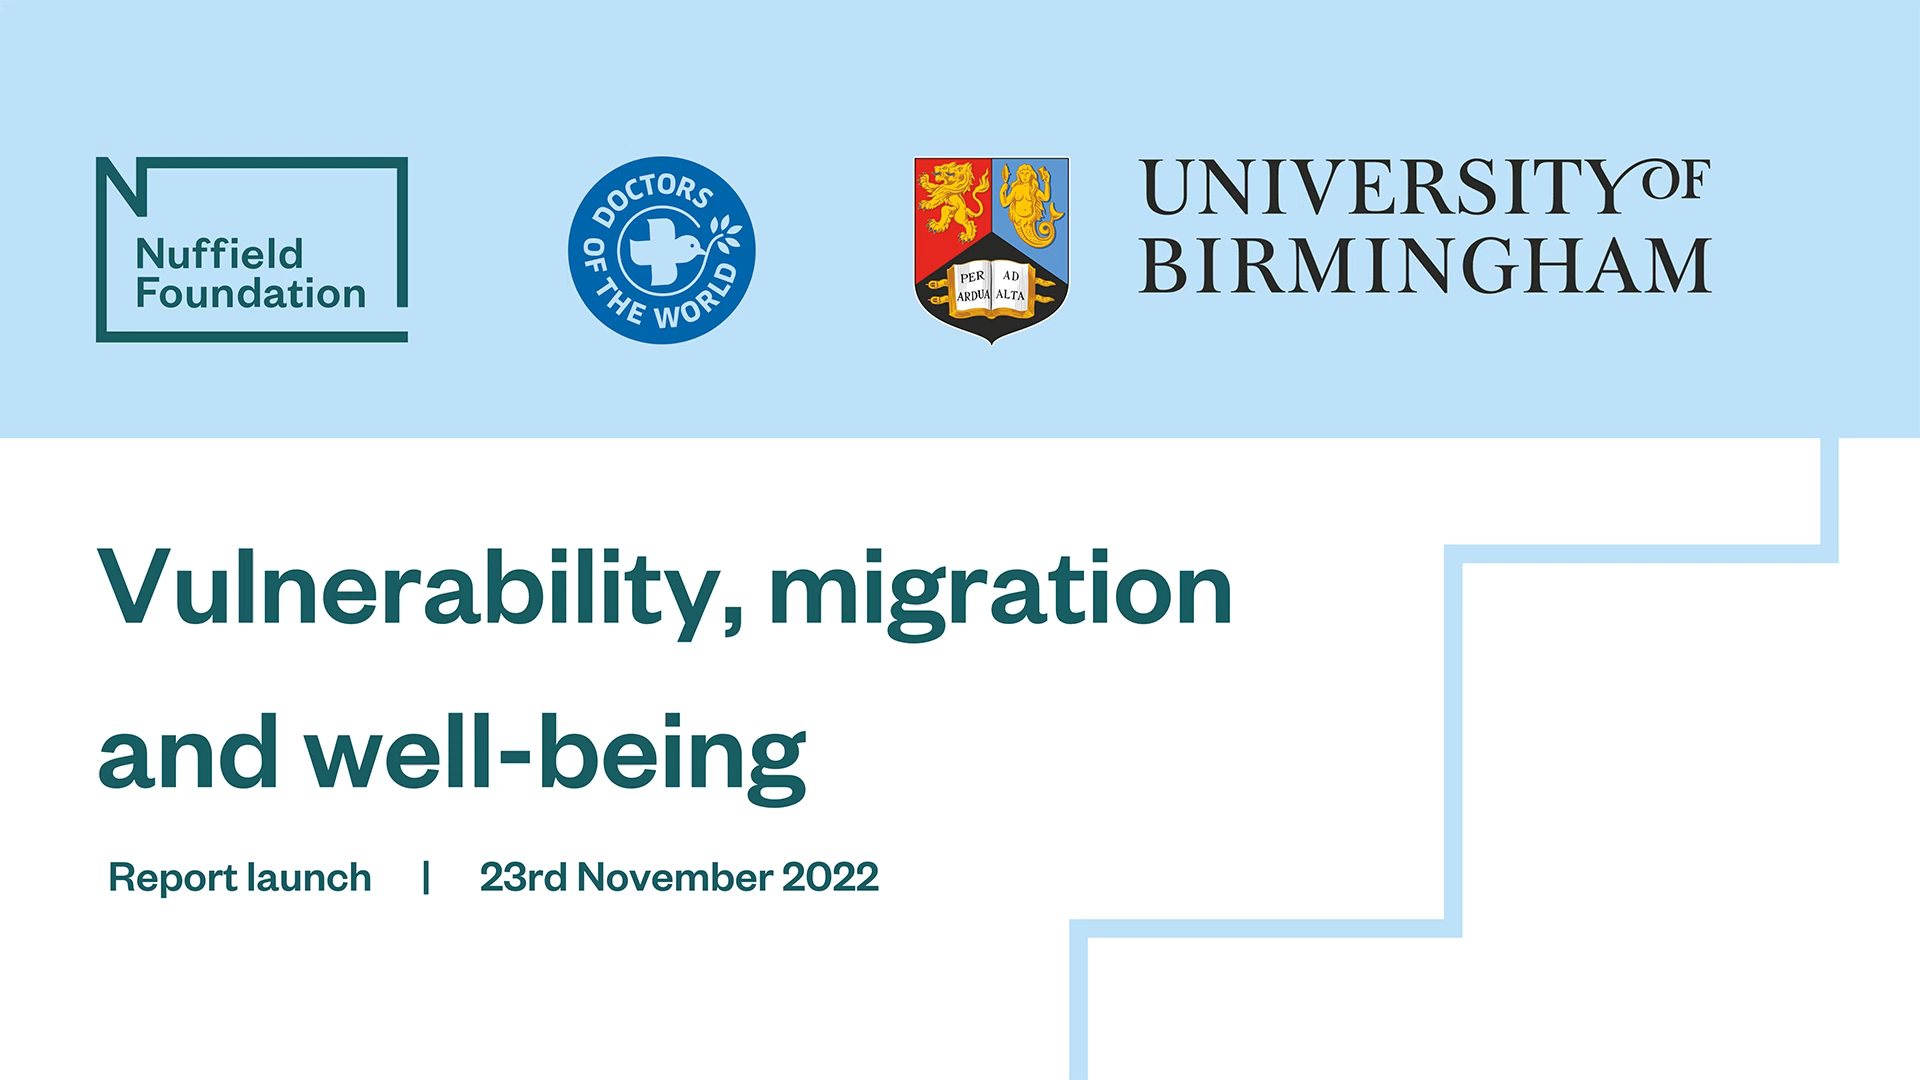 Nuffield
Foundation
DOCTORS
OF THE WORLD
PER AD
ARDUA ALTA
UNIVERSITY OF
BIRMINGHAM
Vulnerability, migration
and well-being
Report launch | 23rd November 2022